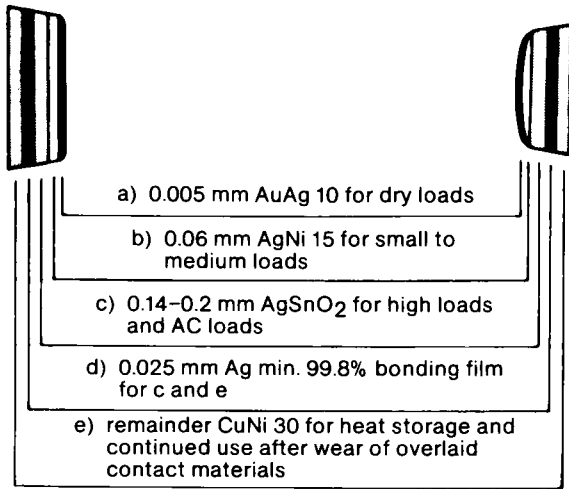 a) 0.005 mm AuAg 10 for dry loads
b) 0.06 mm AgNi 15 for small to
medium loads
c) 0.14–0.2 mm AgSnO2 for high loads
and AC loads
d) 0.025 mm Ag min. 99.8% bonding film
for c and e
e) remainder CuNi 30 for heat storage and
continued use after wear of overlaid
contact materials